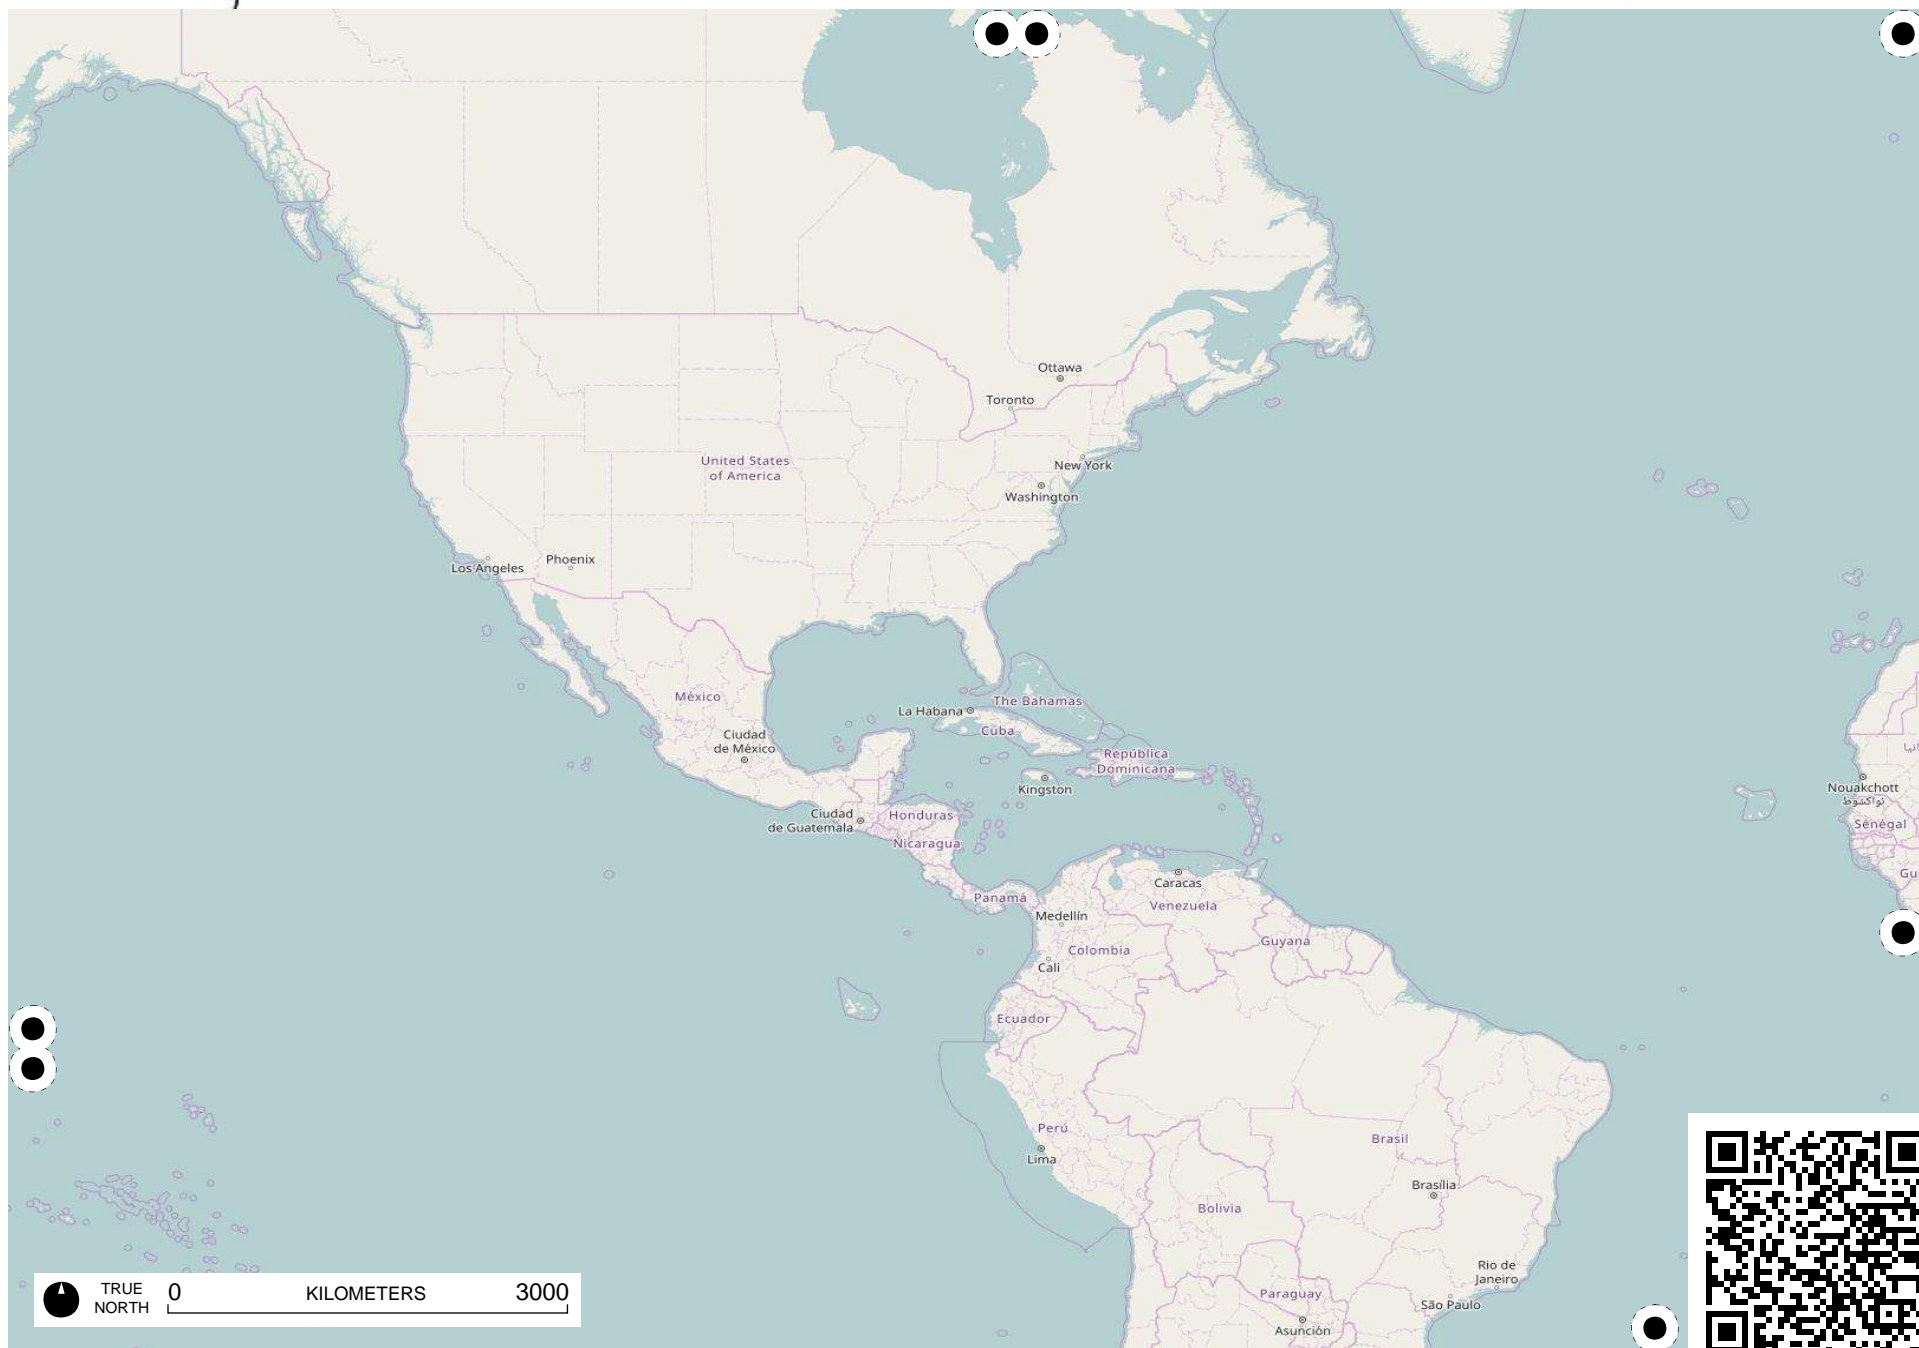 Ottawa
Toronto
United States
of America
New York
Washington
Phoenix
Los Angeles
México
La Habana
The Bahamas
Cuba
Ciudad
de México
República
Dominicana
Kingston
Nouakchott
نواكشوط
Ciudad
de Guatemala
Honduras
Sénégal
Nicaragua
Gu
Caracas
Panamá
Venezuela
Medellín
Colombia
Guyana
Cali
Ecuador
Perú
Lima
Brasil
Brasília
Bolivia
Rio de
Janeiro
Paraguay
São Paulo
Asunción
TRUE
NORTH
0 KILOMETERS 3000